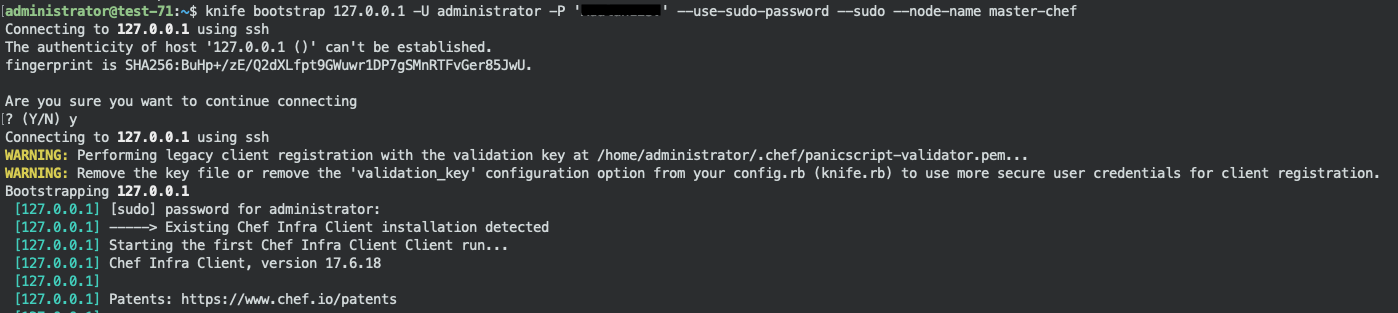 [administrator@test-71:~$ knife bootstrap 127.0.0.1 -U administrator -P ' ' --use-sudo-password --sudo --node-name master-chef
Connecting to 127.0.0.1 using ssh
The authenticity of host '127.0.0.1 ()' can't be established.
fingerprint is SHA256:BuHp+/zE/Q2dXLfpt9GWuwr1DP7gSMnRTFvGer85JwU.
Are you sure you want to continue connecting
[? (Y/N) y
Connecting to 127.0.0.1 using ssh
WARNING: Performing legacy client registration with the validation key at /home/administrator/.chef/panicscript-validator.pem...
WARNING: Remove the key file or remove the 'validation_key' configuration option from your config.rb (knife.rb) to use more secure user credentials for client registration.
Bootstrapping 127.0.0.1
[127.0.0.1] [sudo] password for administrator:
[127.0.0.1] -----> Existing Chef Infra Client installation detected
[127.0.0.1] Starting the first Chef Infra Client Client run...
[127.0.0.1] Chef Infra Client, version 17.6.18
[127.0.0.1]
[127.0.0.1] Patents: https://www.chef.io/patents